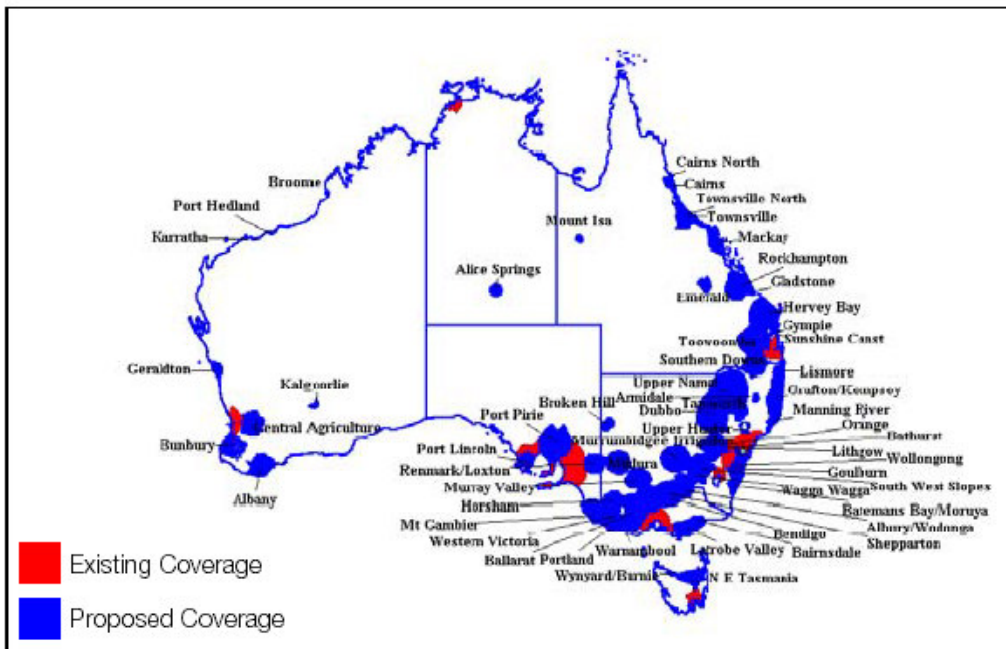 Cairns North
Cairns
Townsville North
Townsville
Broome
Port Hedland
Mount Isa
Karratha
Mackay
Rockhampton
Alice Springs
Gladstone
Emerald
Hervey Bay
Gympie
Sunshine Coast
Southern Downs
Geraldton
Lismore
Upper Namoi
Kalgoorlie
Armidale
Grafton/Kempsey
Tamworth
Broken Hill
Dubbo
Port Pirie
Manning River
Central Agriculture
Upper Hunter
Orange
Bunbury
Murrumbidgee
Bathurst
Port Lincoln
Lithgow
Mildura
Wollongong
Renmark/Loxton
Goulburn
Albany
Murray Valley
South West Slopes
Wagga Wagga
Horsham
Batemans Bay/Moruya
Mt Gambier
Albury/Wodonga
Western Victoria
Bendigo
Shepparton
Ballarat
Portland
Warnambool
Latrobe Valley
Bairnsdale
Wynyard/Burnie
N E Tasmania
Existing Coverage
Proposed Coverage